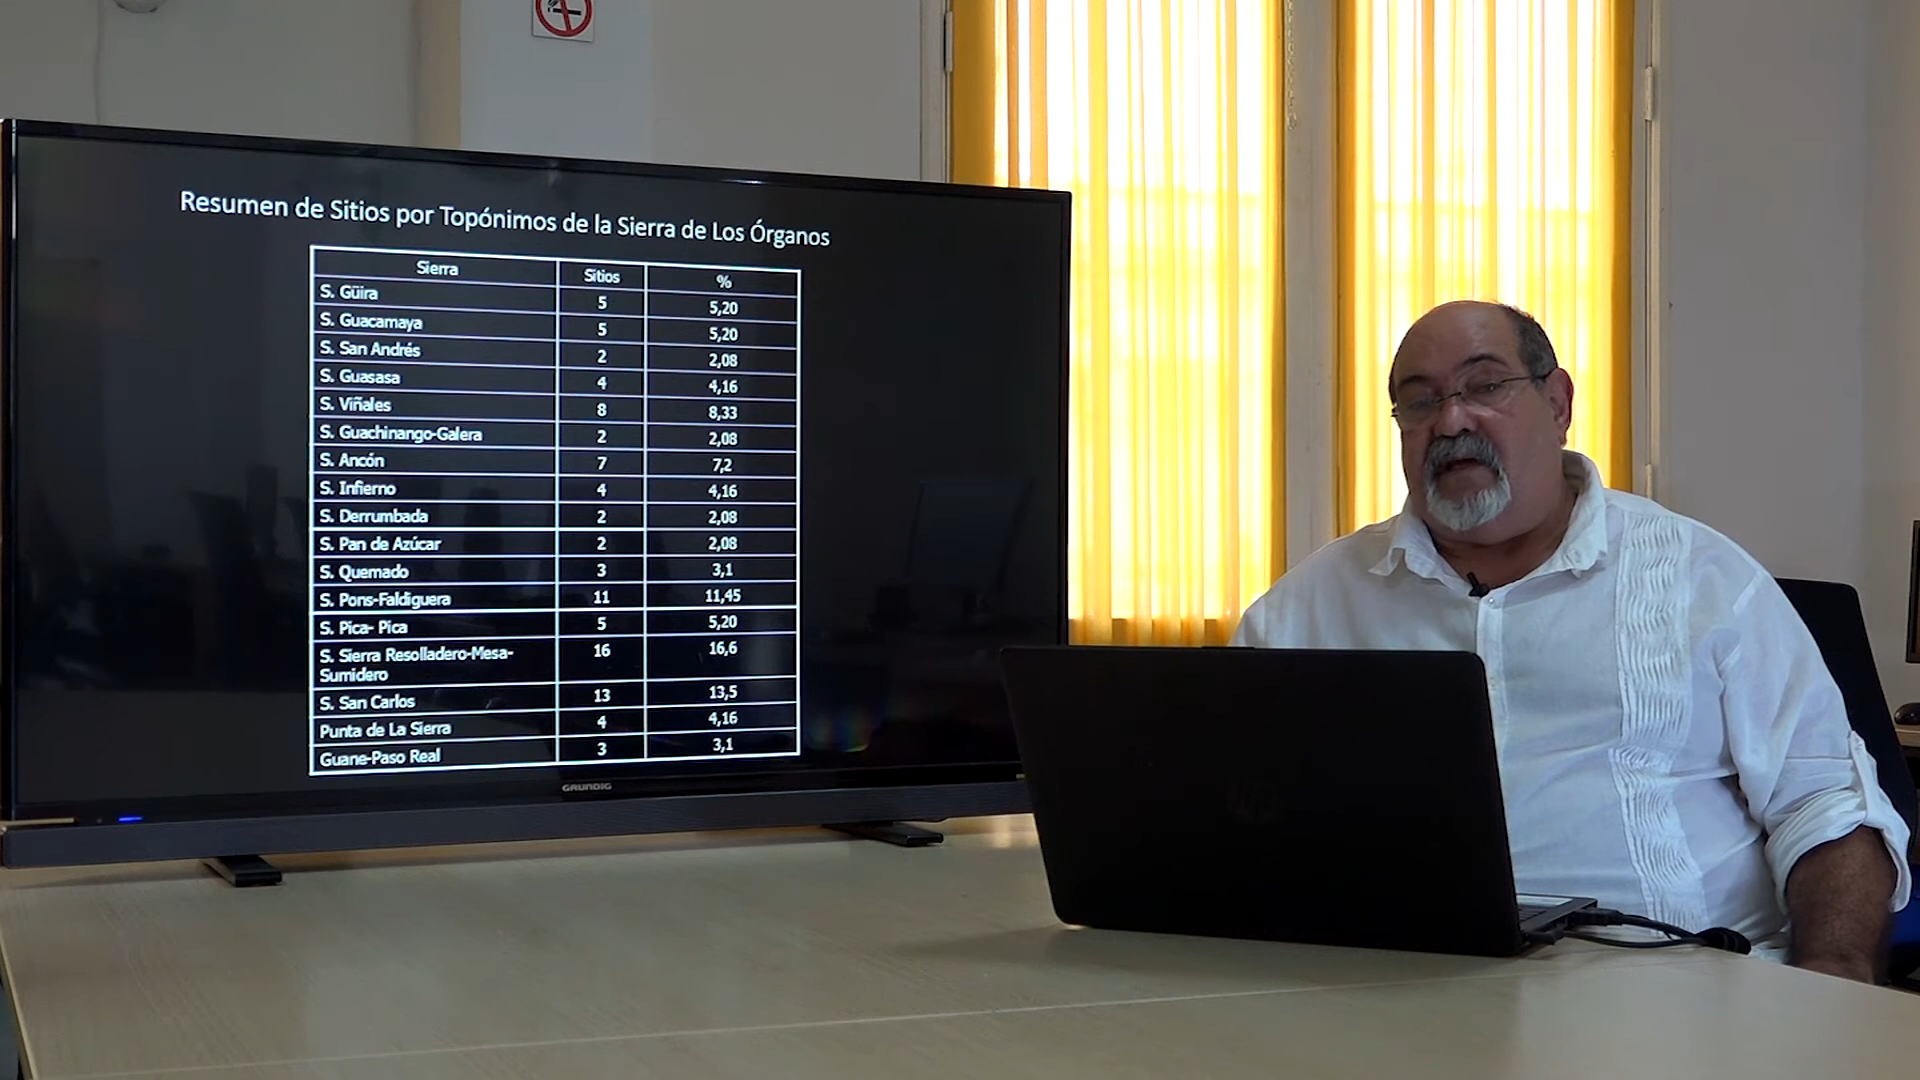 Resumen de Sitios por Topónimos de la Sierra de Los Órganos
Sierra Sitios %
S. Güira 5 5,20
S. Guacamaya 5 5,20
S. San Andrés 2 2,08
S. Guasasa 4 4,16
S. Viñales 8 8,33
S. Guachinango-Galera 2 2,08
S. Ancón 7 7,2
S. Infierno 4 4,16
S. Derrumbada 2 2,08
S. Pan de Azúcar 2 2,08
S. Quemado 3 3,1
S. Pons-Faldiguera 11 11,45
S. Pica- Pica 5 5,20
S. Sierra Resolladero-Mesa- 16 16,6
Sumidero
S. San Carlos 13 13,5
Punta de La Sierra 4 4,16
Guane-Paso Real 3 3,1
GRUNDIG
hp